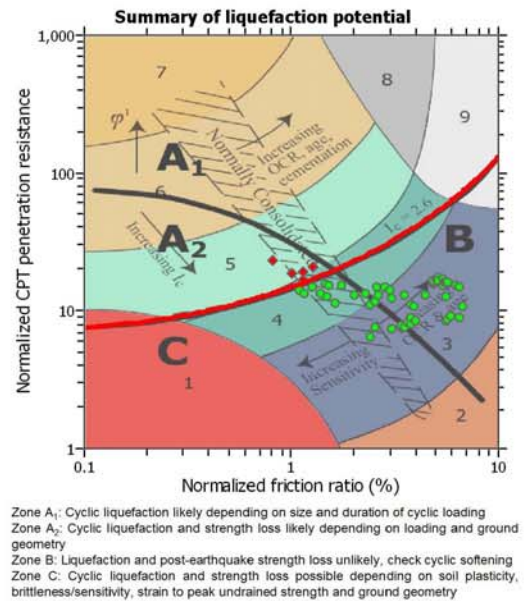 Summary of liquefaction potential
1,000
100
10
1
0.1
1
10
Normalized CPT penetration resistance
Normalized friction ratio (%)
7
8
9
φ'
A1
Normally Consolidated
Increasing
OCR, age,
cementation
6
A2
Increasing Ic
5
Ic = 2.6
B
4
C
1
Increasing
Sensitivity
OCR & age
3
2
Zone A1: Cyclic liquefaction likely depending on size and duration of cyclic loading
Zone A2: Cyclic liquefaction and strength loss likely depending on loading and ground
geometry
Zone B: Liquefaction and post-earthquake strength loss unlikely, check cyclic softening
Zone C: Cyclic liquefaction and strength loss possible depending on soil plasticity,
brittleness/sensitivity, strain to peak undrained strength and ground geometry